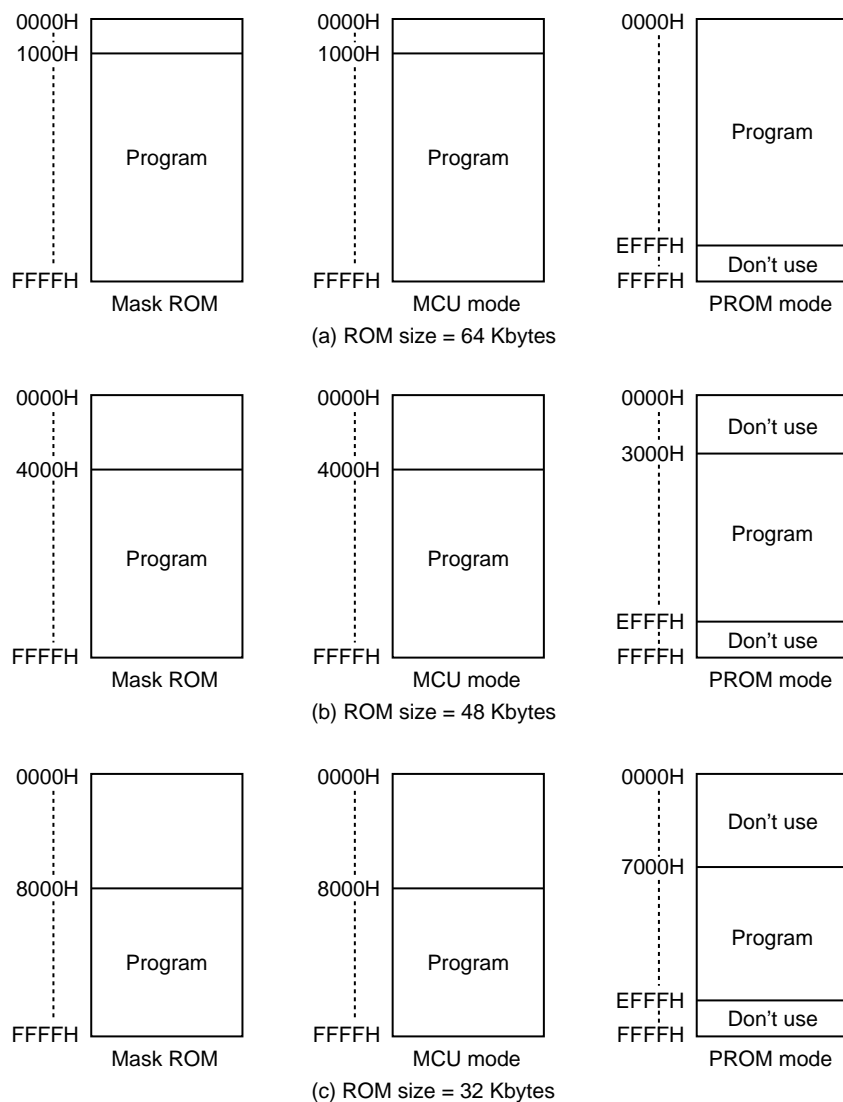 0000H
1000H
Program
FFFFH
Mask ROM
0000H
1000H
Program
FFFFH
MCU mode
0000H
Program
EFFFH
Don't use
FFFFH
PROM mode
(a) ROM size = 64 Kbytes
0000H
4000H
Program
FFFFH
Mask ROM
0000H
4000H
Program
FFFFH
MCU mode
0000H
Don't use
3000H
Program
EFFFH
Don't use
FFFFH
PROM mode
(b) ROM size = 48 Kbytes
0000H
8000H
Program
FFFFH
Mask ROM
0000H
8000H
Program
FFFFH
MCU mode
0000H
Don't use
7000H
Program
EFFFH
Don't use
FFFFH
PROM mode
(c) ROM size = 32 Kbytes